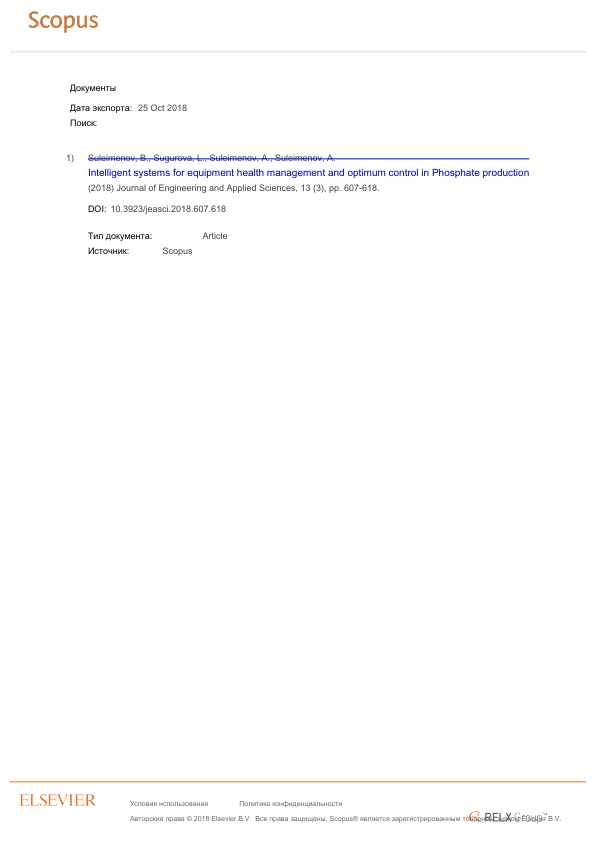 Scopus
Документы
Дата экспорта: 25 Oct 2018
Поиск:
1) Suleimenov, B., Sugurova, L., Suleimenov, A., Suleimenov, A.
Intelligent systems for equipment health management and optimum control in Phosphate production
(2018) Journal of Engineering and Applied Sciences, 13 (3), pp. 607-618.
DOI: 10.3923/jeasci.2018.607.618
Тип документа: Article
Источник: Scopus
ELSEVIER
Условия использования Политика конфиденциальности
Авторские права © 2018 Elsevier B.V. Все права защищены. Scopus® является зарегистрированным B.V.
RELX Group™